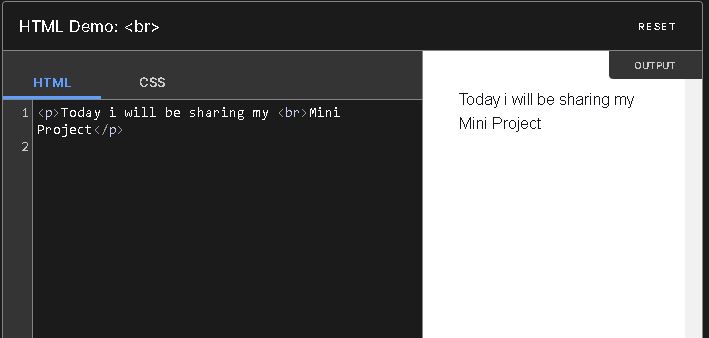 HTML Demo: <br>
RESET
HTML
CSS
OUTPUT
1 <p>Today i will be sharing my <br>Mini
Project</p>
2
Today i will be sharing my
Mini Project